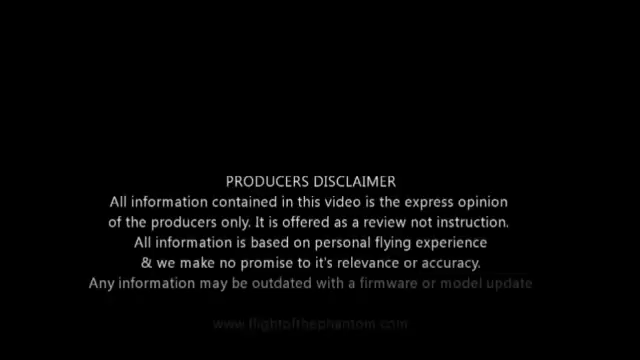 PRODUCERS DISCLAIMER
All information contained in this video is the express opinion
of the producers only. It is offered as a review not instruction.
All information is based on personal flying experience
& we make no promise to it's relevance or accuracy.
Any information may be outdated with a firmware or model update
www.flightofthephantom.com